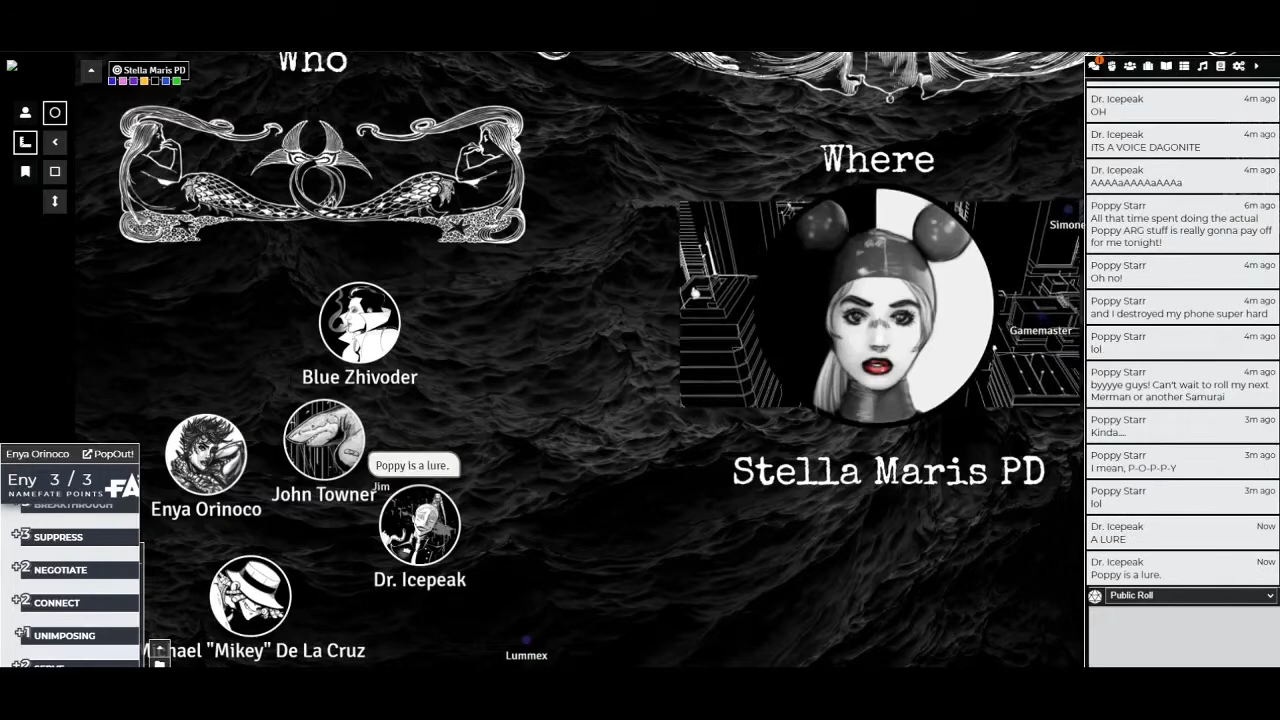 Who
Stella Maris PD
Where
Simone
Gamemaster
Blue Zhivoder
Enya Orinoco
John Towner
Poppy is a lure.
Jim
Dr. Icepeak
Stella Maris PD
Lummex
"Mikey" De La Cruz
Enya Orinoco PopOut!
Eny 3 / 3
NAMEFATE POINTS
FA
BREAKTHROUGH
+3 SUPPRESS
+2 NEGOTIATE
+2 CONNECT
+1 UNIMPOSING
Dr. Icepeak 4m ago
OH
Dr. Icepeak 4m ago
ITS A VOICE DAGONITE
Dr. Icepeak 4m ago
AAAAaAAAAaAAAa
Poppy Starr 6m ago
All that time spent doing the actual
Poppy ARG stuff is really gonna pay off
for me tonight!
Poppy Starr 4m ago
Oh no!
Poppy Starr 4m ago
and I destroyed my phone super hard
Poppy Starr 4m ago
lol
Poppy Starr 4m ago
byyyye guys! Can't wait to roll my next
Merman or another Samurai
Poppy Starr 3m ago
Kinda....
Poppy Starr 3m ago
I mean, P-O-P-P-Y
Poppy Starr 3m ago
lol
Dr. Icepeak Now
A LURE
Dr. Icepeak Now
Poppy is a lure.
Public Roll